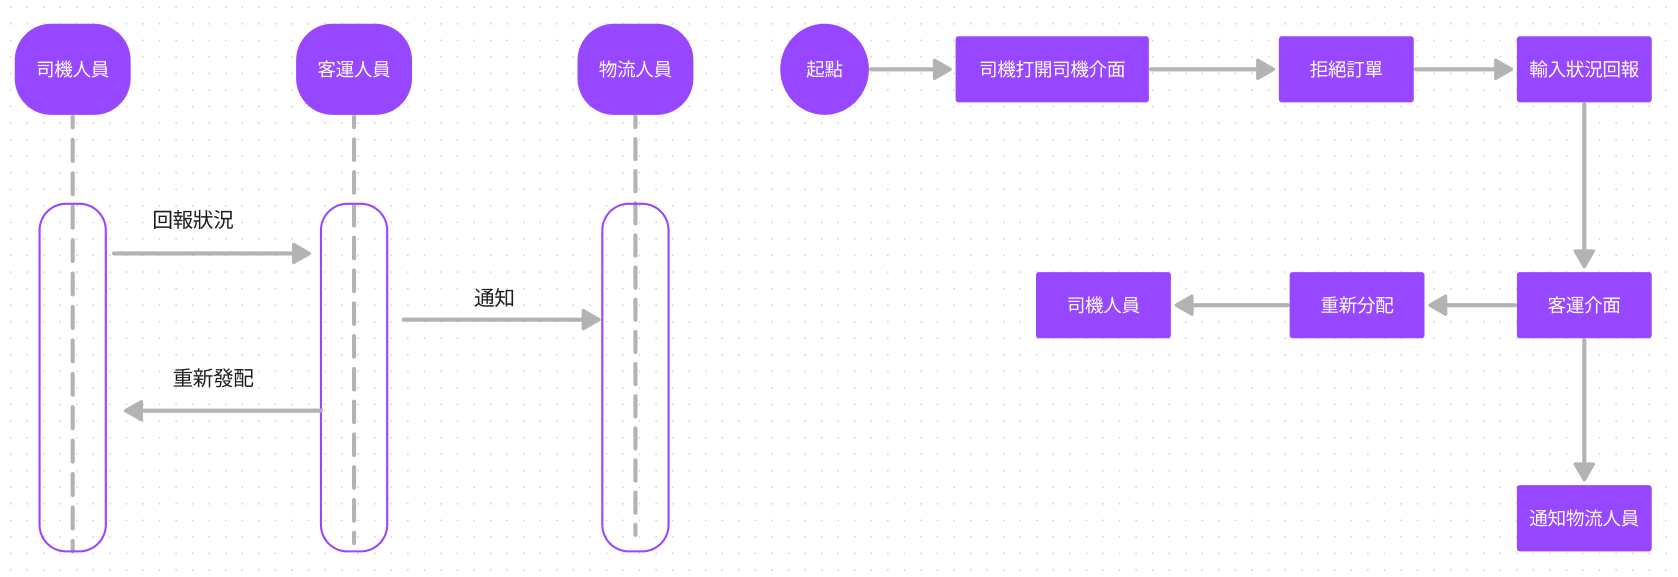 司機人員
客運人員
物流人員
回報狀況
通知
重新發配
起點
司機打開司機介面
拒絕訂單
輸入狀況回報
司機人員
重新分配
客運介面
通知物流人員